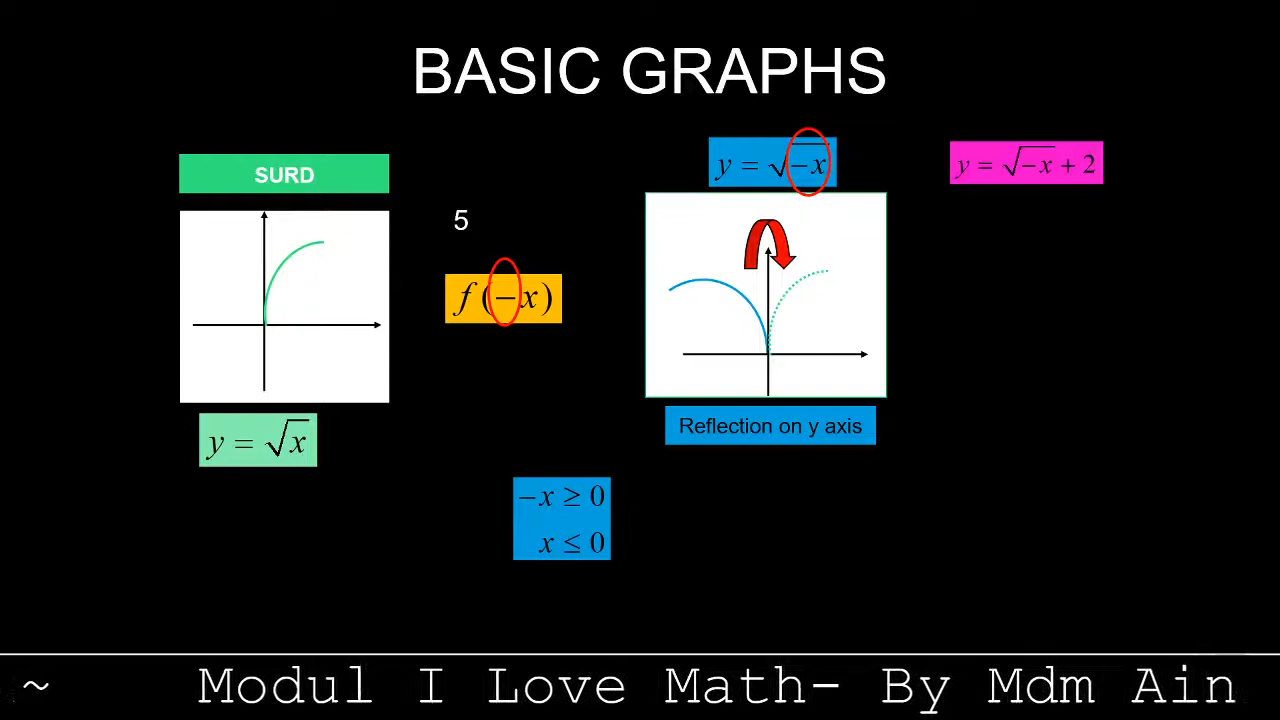 BASIC GRAPHS
SURD
5
f(−x)
y = √x
y = √−x
Reflection on y axis
y = √−x + 2
−x ≥ 0
x ≤ 0
~ Modul I Love Math- By Mdm Ain